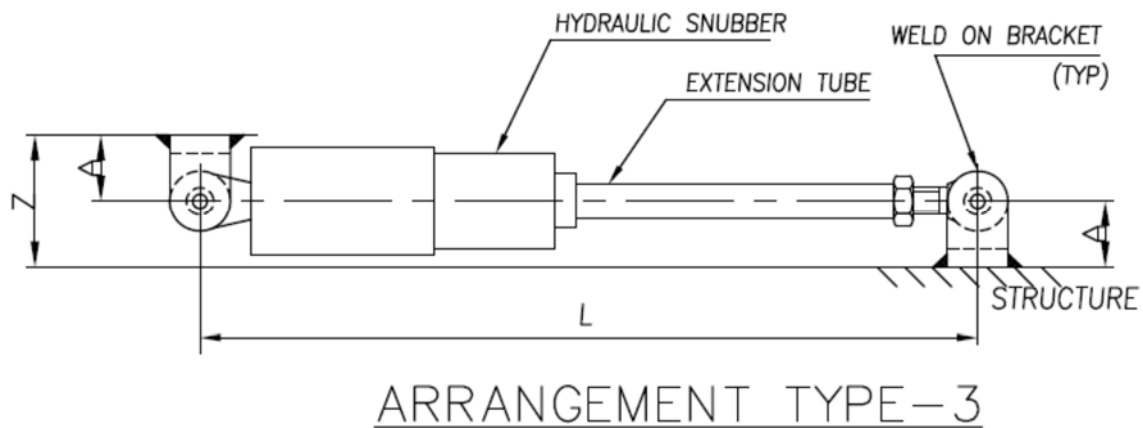 HYDRAULIC SNUBBER
WELD ON BRACKET
(TYP)
EXTENSION TUBE
A
Z
A
STRUCTURE
L
ARRANGEMENT TYPE-3